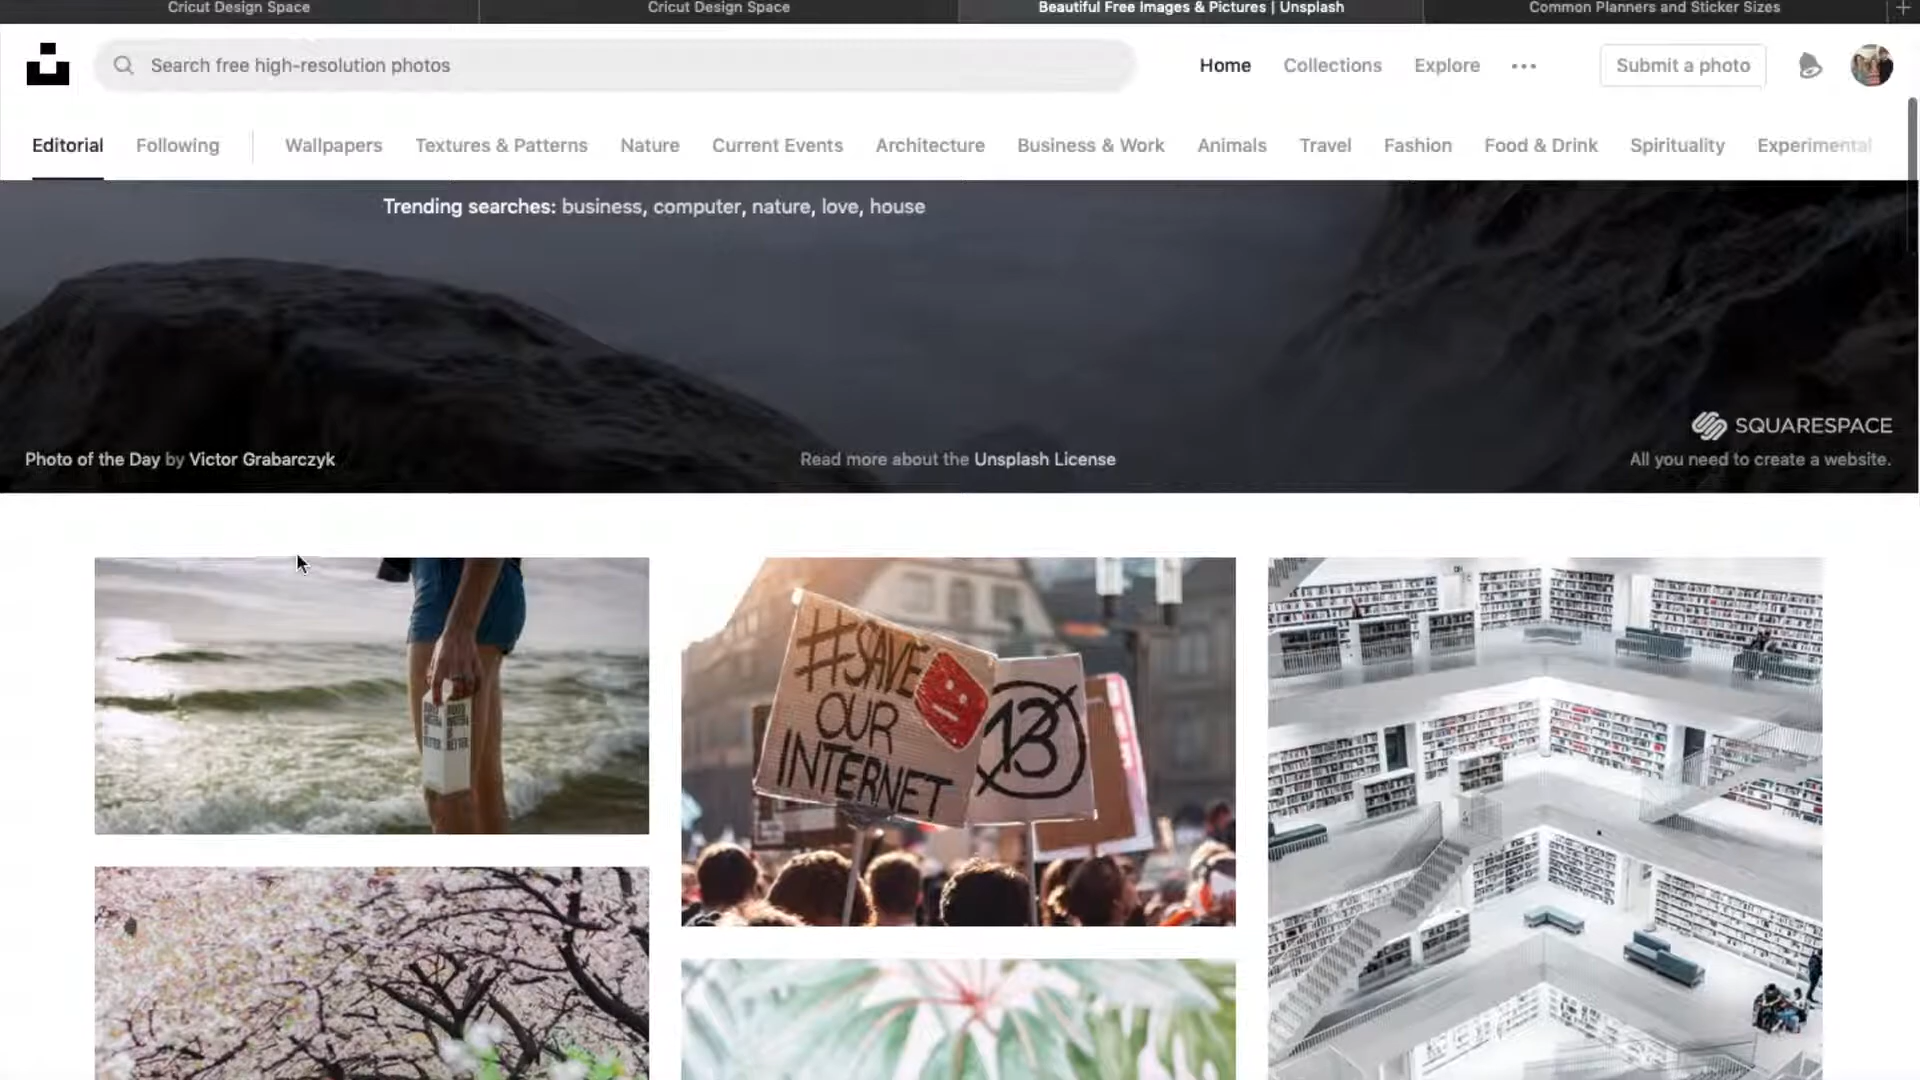 Cricut Design Space
Cricut Design Space
Beautiful Free Images & Pictures | Unsplash
Common Planners and Sticker Sizes
Search free high-resolution photos
Home
Collections
Explore
Submit a photo
Editorial
Following
Wallpapers
Textures & Patterns
Nature
Current Events
Architecture
Business & Work
Animals
Travel
Fashion
Food & Drink
Spirituality
Experimental
Trending searches: business, computer, nature, love, house
SQUARESPACE
Photo of the Day by Victor Grabarczyk
Read more about the Unsplash License
All you need to create a website.
#SAVE
OUR
INTERNET
13